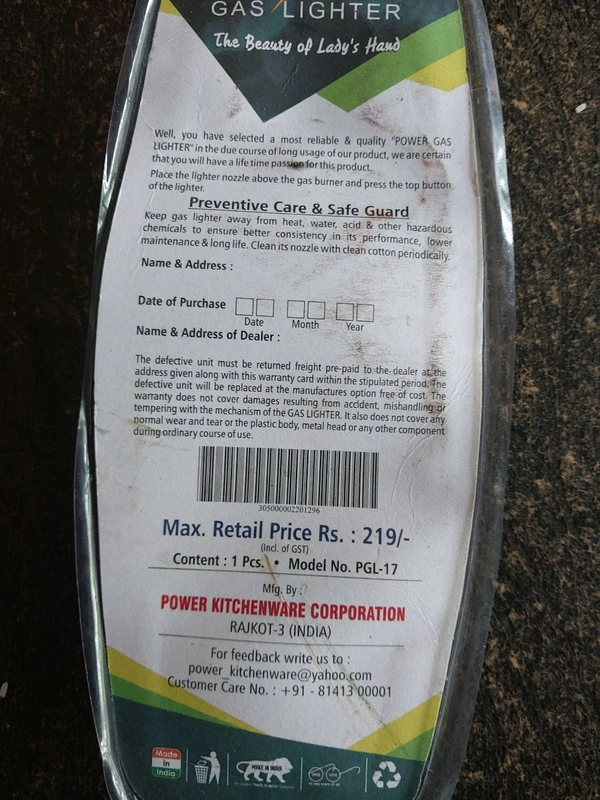 GAS LIGHTER
The Beauty of Lady's Hand
Well, you have selected a most reliable & quality "POWER GAS
LIGHTER" in the due course of long usage of our product, we are certain
that you will have a life time passion for this product.
Place the lighter nozzle above the gas burner and press the top button
of the lighter.
Preventive Care & Safe Guard
Keep gas lighter away from heat, water, acid & other hazardous
chemicals to ensure better consistency in its performance, lower
maintenance & long life. Clean its nozzle with clean cotton periodically.
Name & Address :
Date of Purchase
Date Month Year
Name & Address of Dealer :
The defective unit must be returned freight pre-paid to the dealer at the
address given along with this warranty card within the stipulated period. The
defective unit will be replaced at the manufactures option free of cost. The
warranty does not cover damages resulting from accident, mishandling or
tempering with the mechanism of the GAS LIGHTER. It also does not cover any
normal wear and tear or the plastic body, metal head or any other component
during ordinary course of use.
305000002201296
Max. Retail Price Rs. : 219/-
(Incl. of GST)
Content : 1 Pcs. • Model No. PGL-17
Mfg. By :
POWER KITCHENWARE CORPORATION
RAJKOT-3 (INDIA)
For feedback write us to :
power_kitchenware@yahoo.com
Customer Care No. : +91 - 81413 00001
Made in India
MAKE IN INDIA